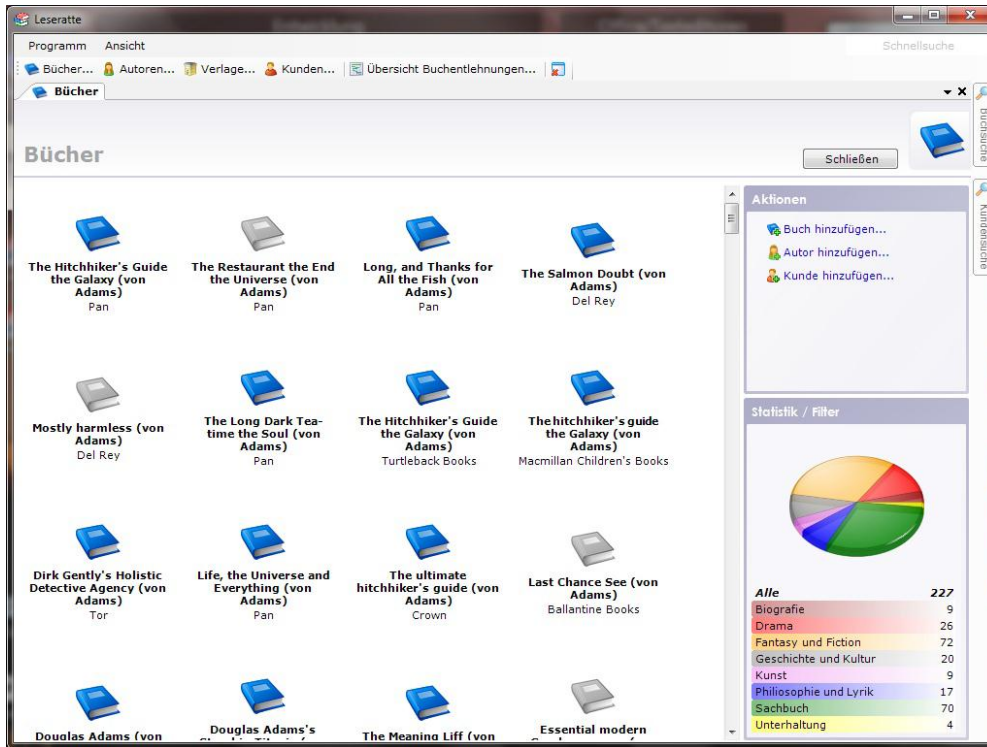 Leseratte
Programm Ansicht Schnellsuche
Bücher... Autoren... Verlage... Kunden... Übersicht Buchentlehnungen...
Bücher
Buchsuche
Kundensuche
Bücher
Schließen
The Hitchhiker's Guide
the Galaxy (von
Adams)
Pan
The Restaurant the End
the Universe (von
Adams)
Pan
Long, and Thanks for
All the Fish (von
Adams)
Pan
The Salmon Doubt (von
Adams)
Del Rey
Mostly harmless (von
Adams)
Del Rey
The Long Dark Tea-
time the Soul (von
Adams)
Pan
The Hitchhiker's Guide
the Galaxy (von
Adams)
Turtleback Books
The hitchhiker's guide
the Galaxy (von
Adams)
Macmillan Children's Books
Dirk Gently's Holistic
Detective Agency (von
Adams)
Tor
Life, the Universe and
Everything (von
Adams)
Pan
The ultimate
hitchhiker's guide (von
Adams)
Crown
Last Chance See (von
Adams)
Ballantine Books
Douglas Adams (von
Douglas Adams's
The Meaning Liff (von
Essential modern
Aktionen
Buch hinzufügen...
Autor hinzufügen...
Kunde hinzufügen...
Statistik / Filter
Alle 227
Biografie 9
Drama 26
Fantasy und Fiction 72
Geschichte und Kultur 20
Kunst 9
Philosophie und Lyrik 17
Sachbuch 70
Unterhaltung 4